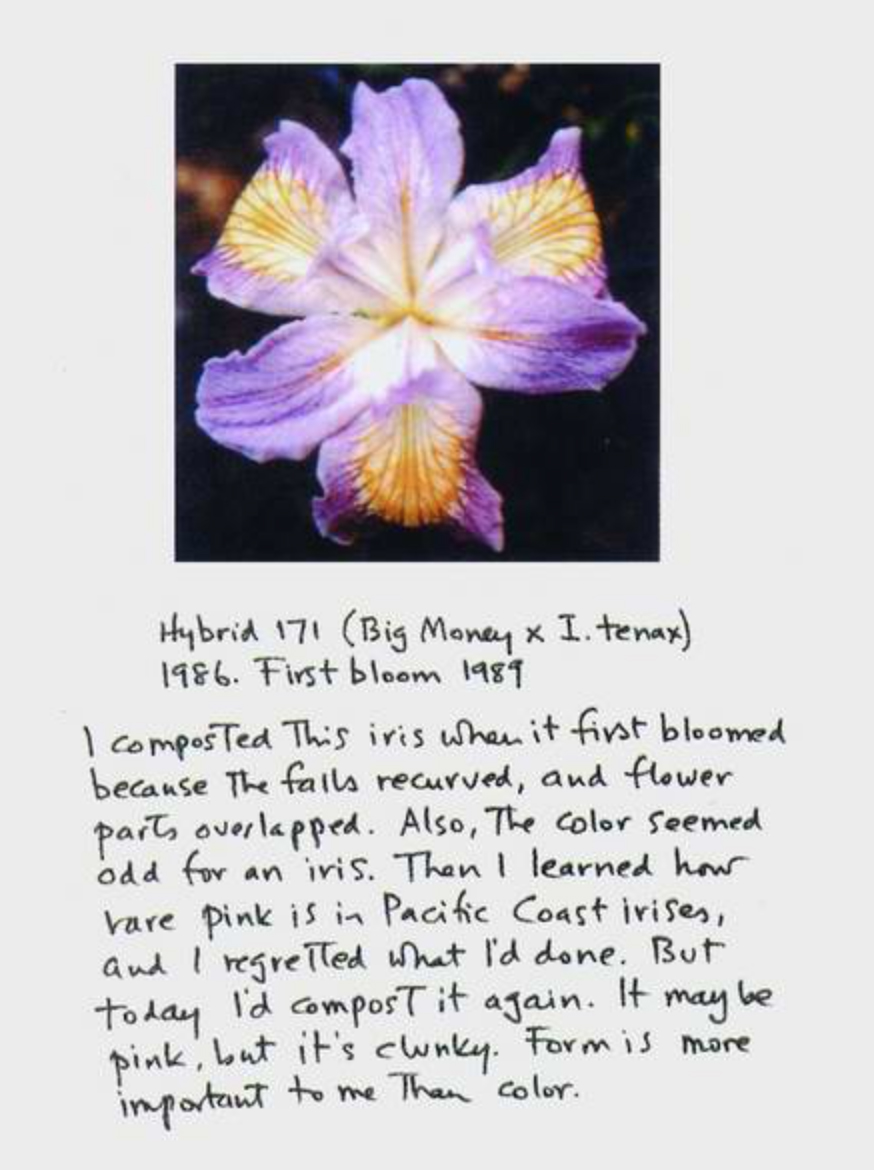 Hybrid 171 (Big Money x I. tenax)
1986. First bloom 1989
I composted This iris when it first bloomed
because The falls recurved, and flower
parts overlapped. Also, The color seemed
odd for an iris. Then I learned how
rare pink is in Pacific Coast irises,
and I regretted what I'd done. But
today I'd compost it again. It may be
pink, but it's clunky. Form is more
important to me Than color.